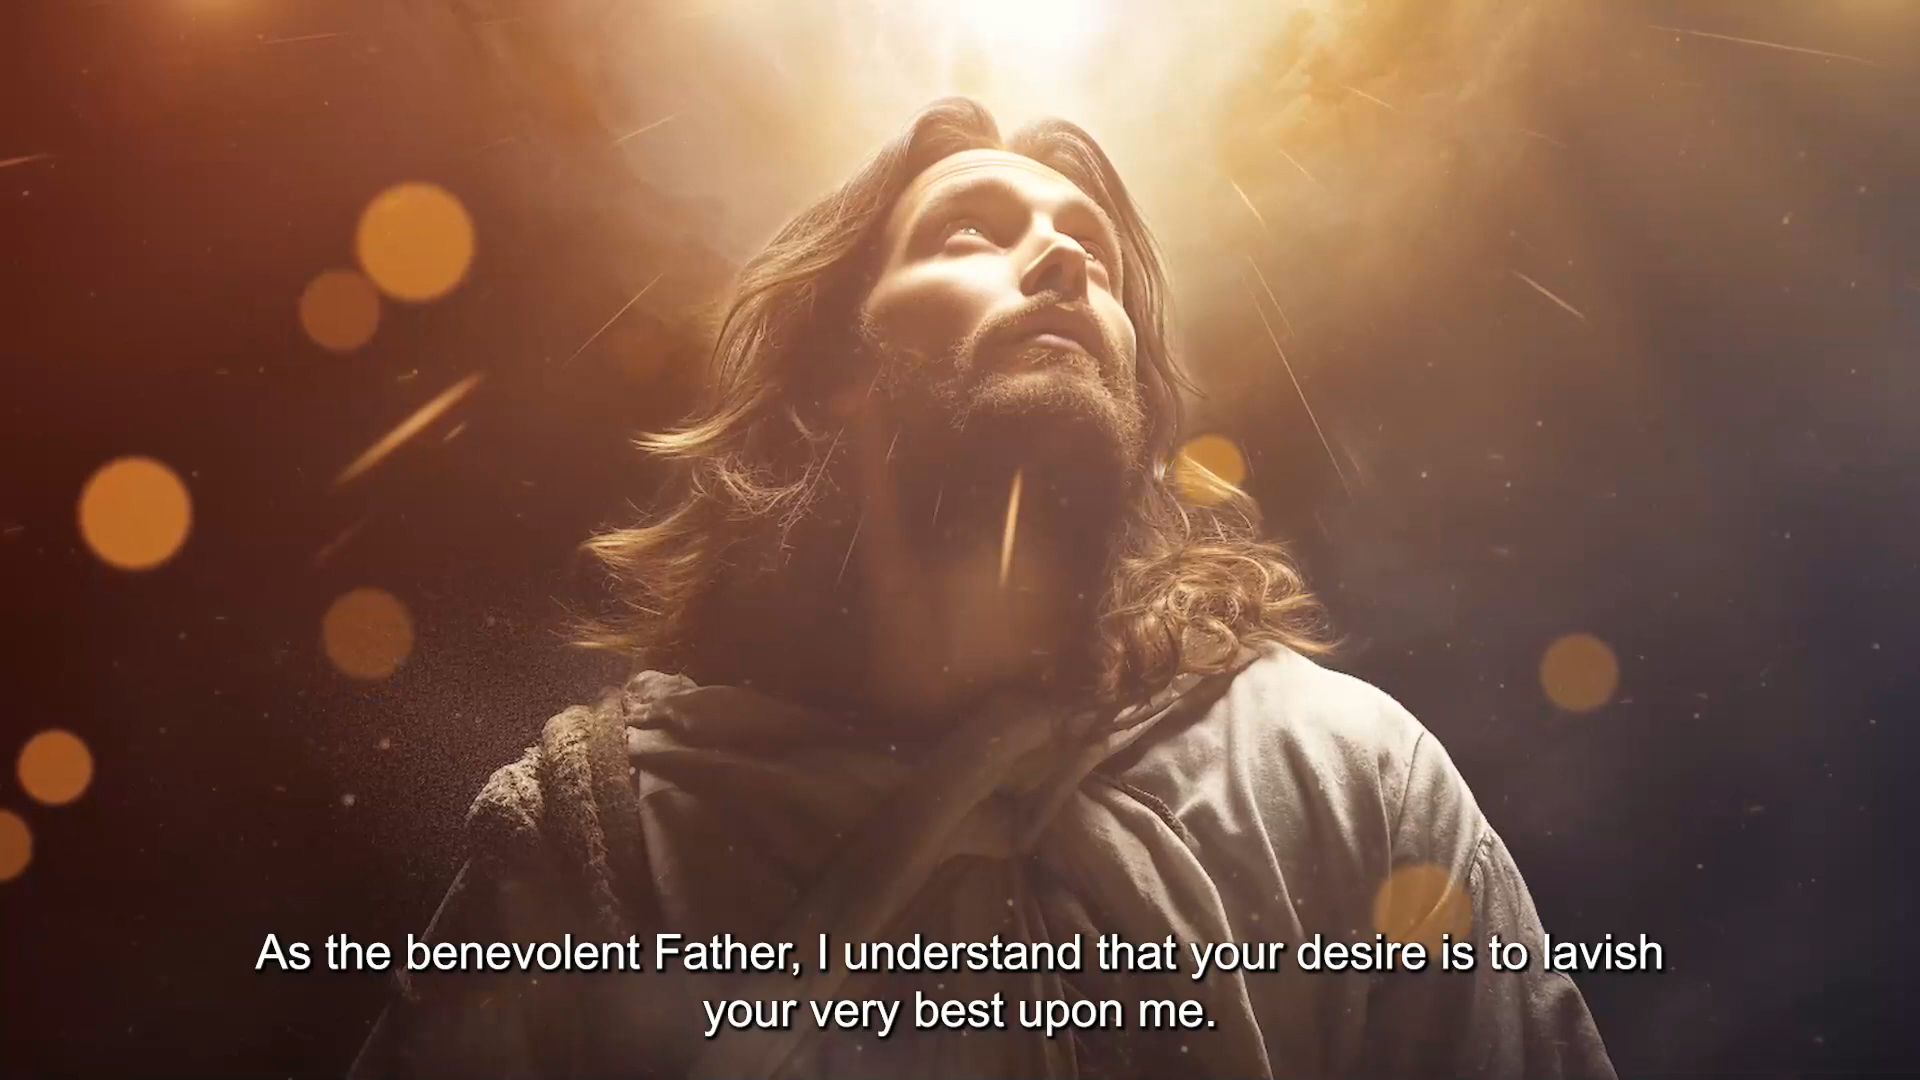 As the benevolent Father, I understand that your desire is to lavish
your very best upon me.